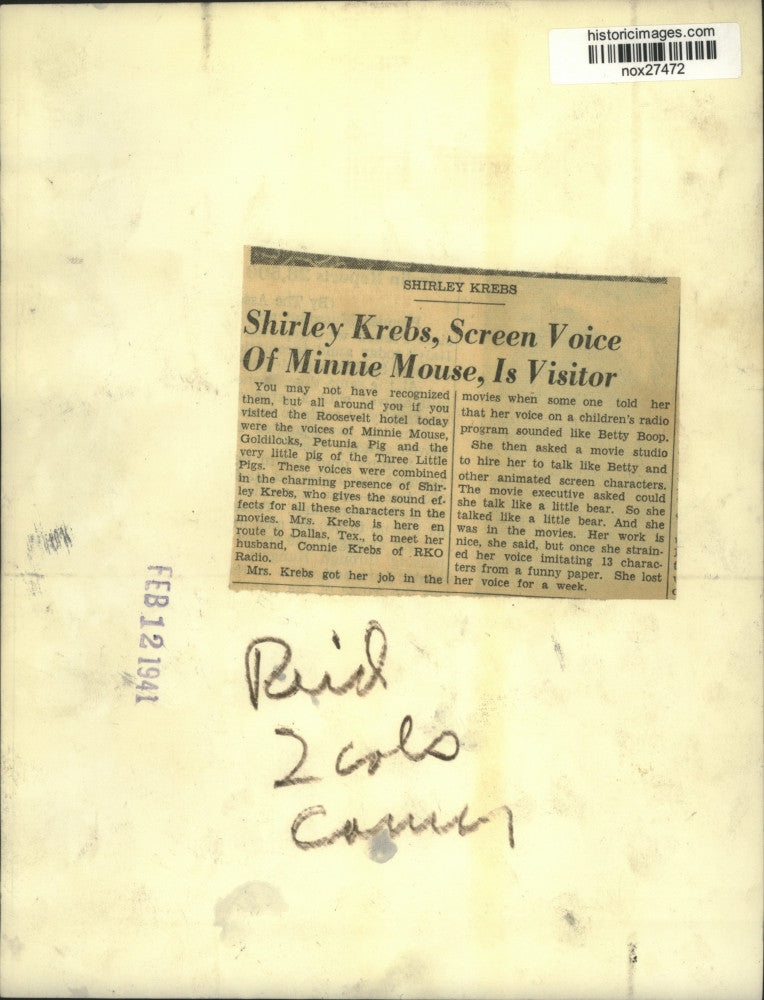 historicimages.com
nox27472
SHIRLEY KREBS
Shirley Krebs, Screen Voice
Of Minnie Mouse, Is Visitor
You may not have recognized
them, but all around you if you
visited the Roosevelt hotel today
were the voices of Minnie Mouse,
Goldilocks, Petunia Pig and the
very little pig of the Three Little
Pigs. These voices were combined
in the charming presence of Shir-
ley Krebs, who gives the sound ef-
fects for all these characters in the
movies. Mrs. Krebs is here en
route to Dallas, Tex., to meet her
husband, Connie Krebs of RKO
Radio.
Mrs. Krebs got her job in the
movies when some one told her
that her voice on a children's radio
program sounded like Betty Boop.
She then asked a movie studio
to hire her to talk like Betty and
other animated screen characters.
The movie executive asked could
she talk like a little bear. So she
talked like a little bear. And she
was in the movies. Her work is
nice, she said, but once she strain-
ed her voice imitating 13 charac-
ters from a funny paper. She lost
her voice for a week.
FEB 12 1941
Reid
2 cols